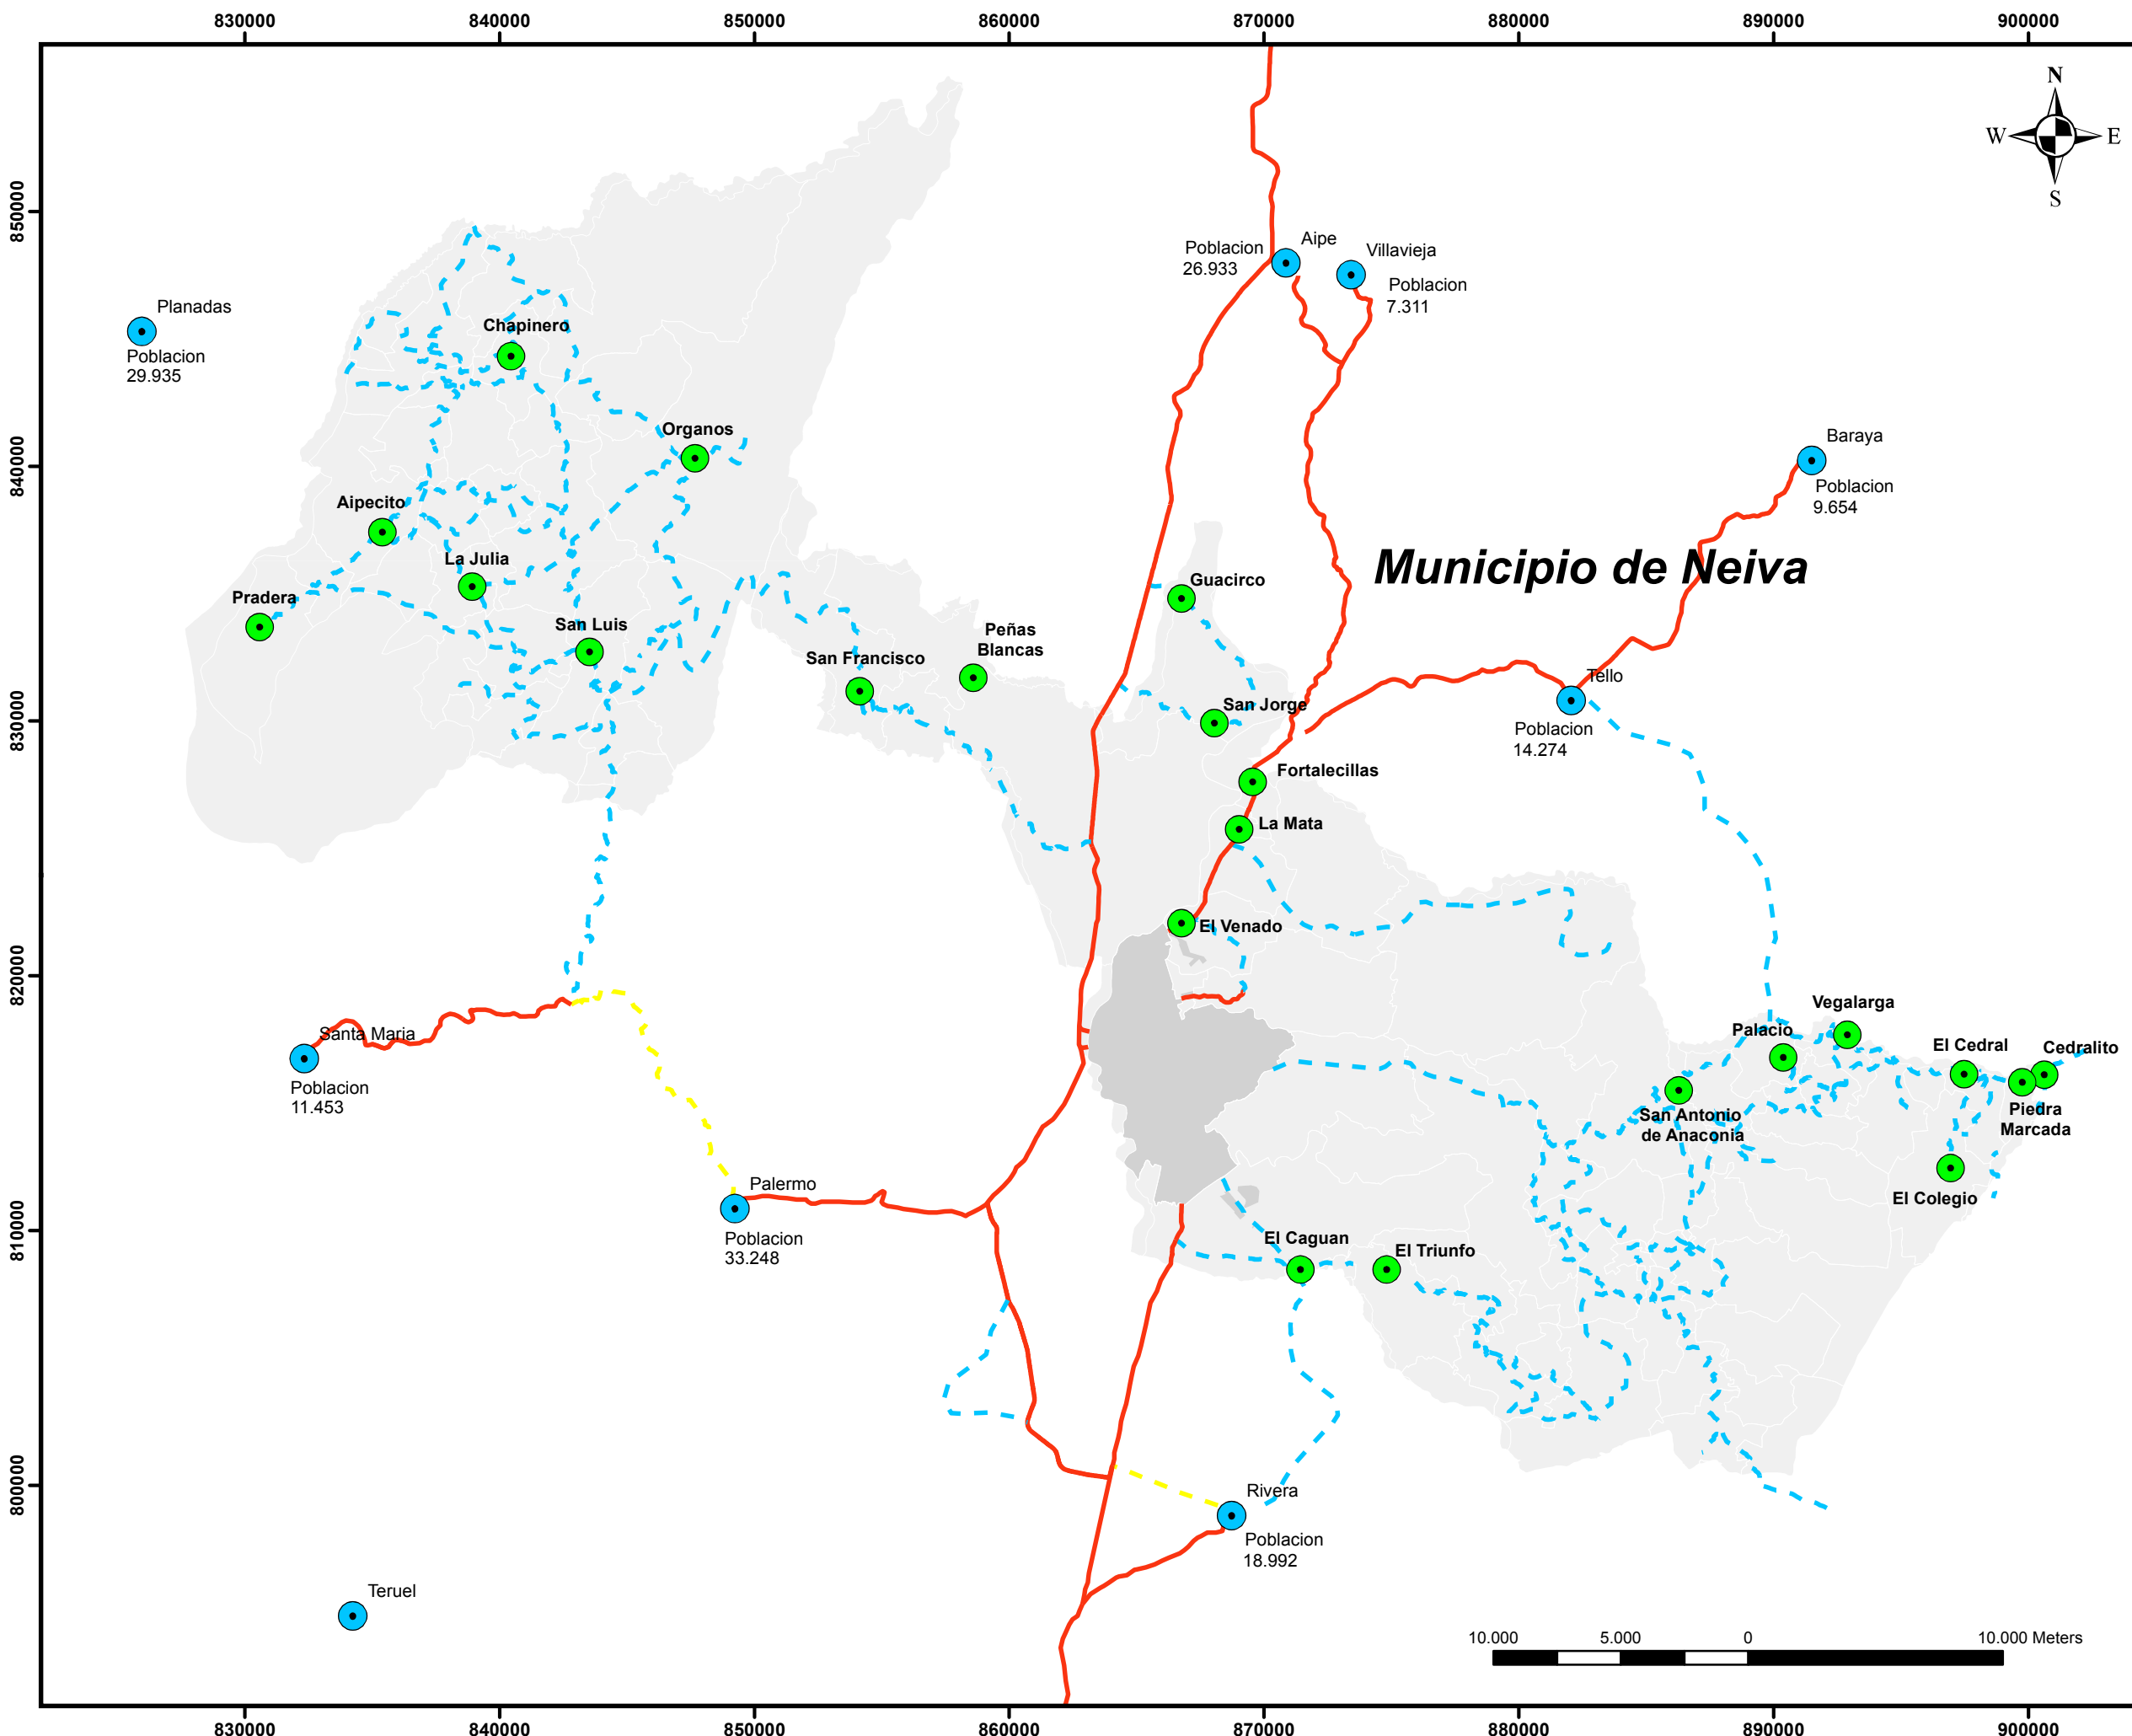 830000 840000 850000 860000 870000 880000 890000 900000
N
W E
S
850000
840000
830000
820000
810000
800000
Aipe
Poblacion
26.933
Villavieja
Poblacion
7.311
Planadas
Poblacion
29.935
Chapinero
Organos
Baraya
Poblacion
9.654
Aipecito
La Julia
Municipio de Neiva
Guacirco
Pradera
San Luis
Peñas
Blancas
San Francisco
Tello
Poblacion
14.274
San Jorge
Fortalecillas
La Mata
El Venado
Vegalarga
Palacio
El Cedral
Cedralito
Santa Maria
Poblacion
11.453
San Antonio
de Anaconia
Piedra
Marcada
Palermo
Poblacion
33.248
El Colegio
El Caguan
El Triunfo
Rivera
Poblacion
18.992
Teruel
10.000 5.000 0 10.000 Meters
830000 840000 850000 860000 870000 880000 890000 900000